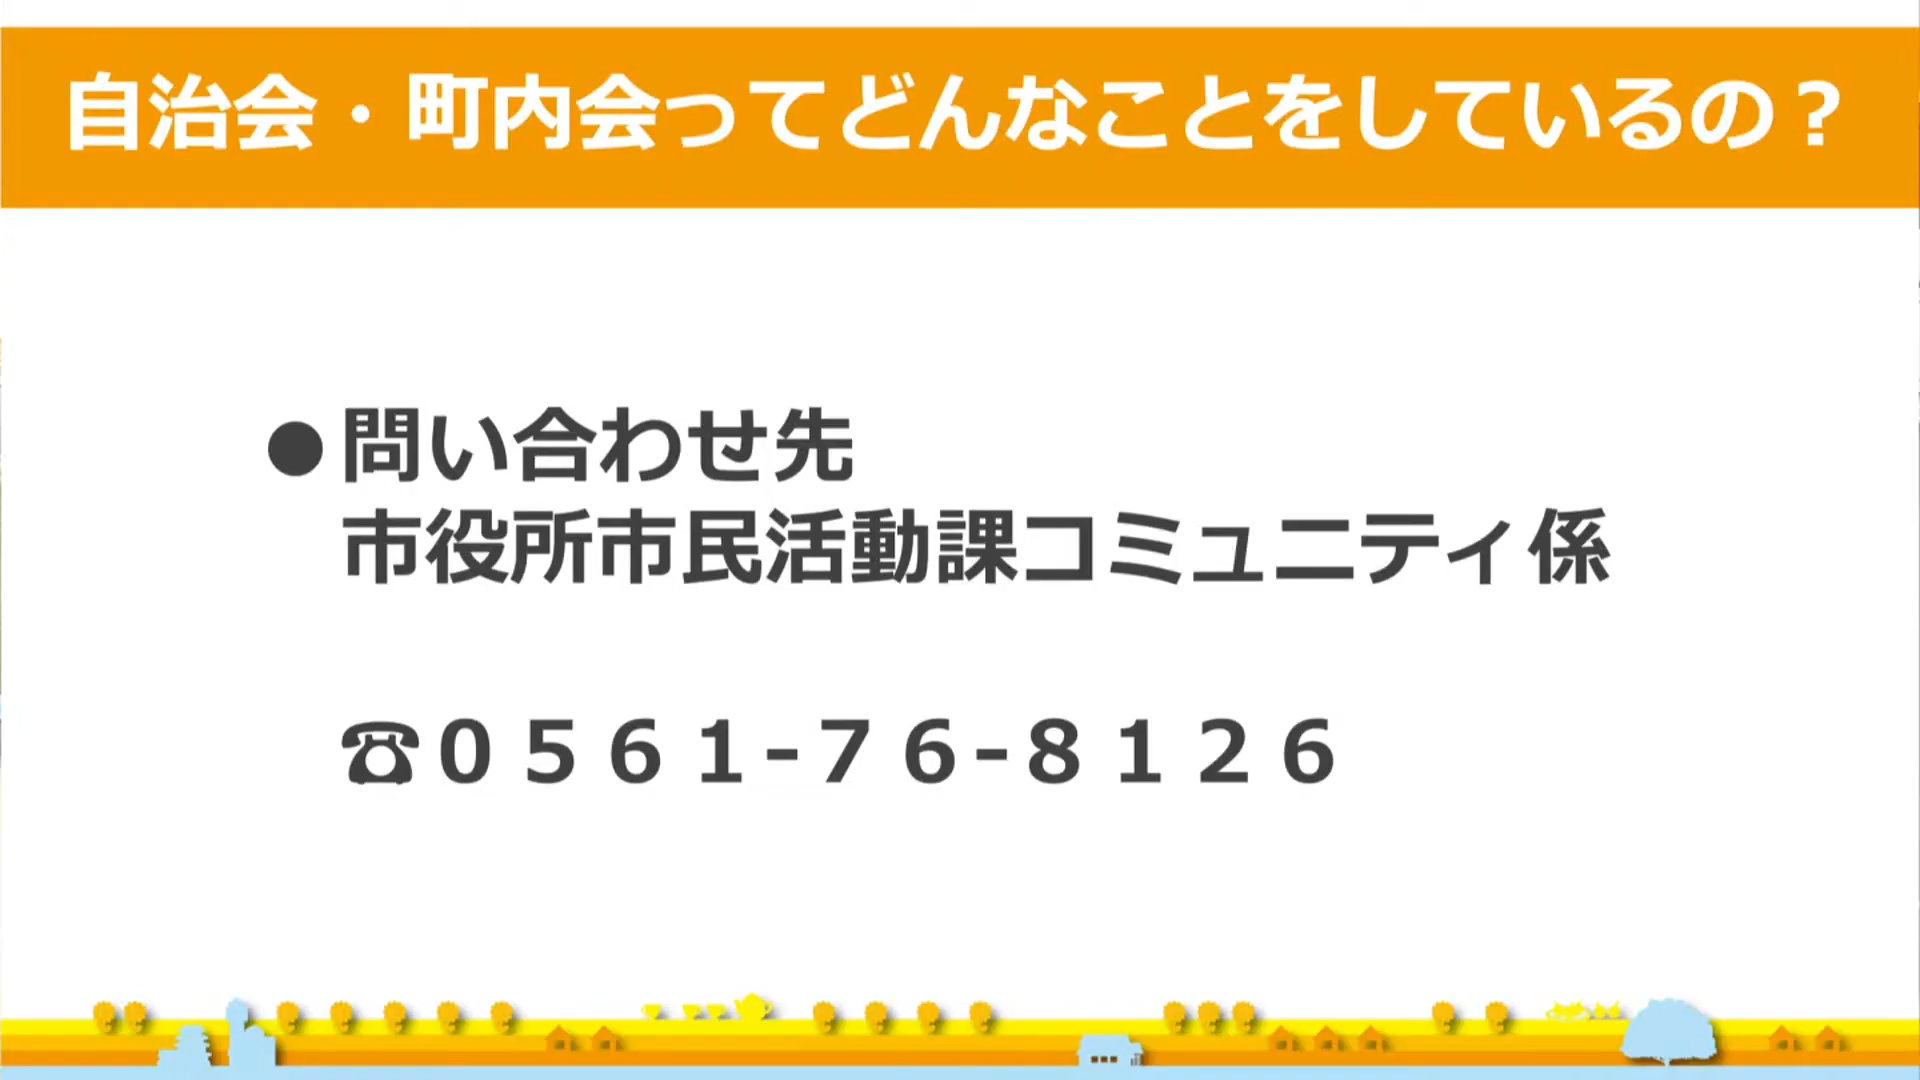 自治会・町内会ってどんなことをしているの？
●問い合わせ先
市役所市民活動課コミュニティ係
☎０５６１-７６-８１２６